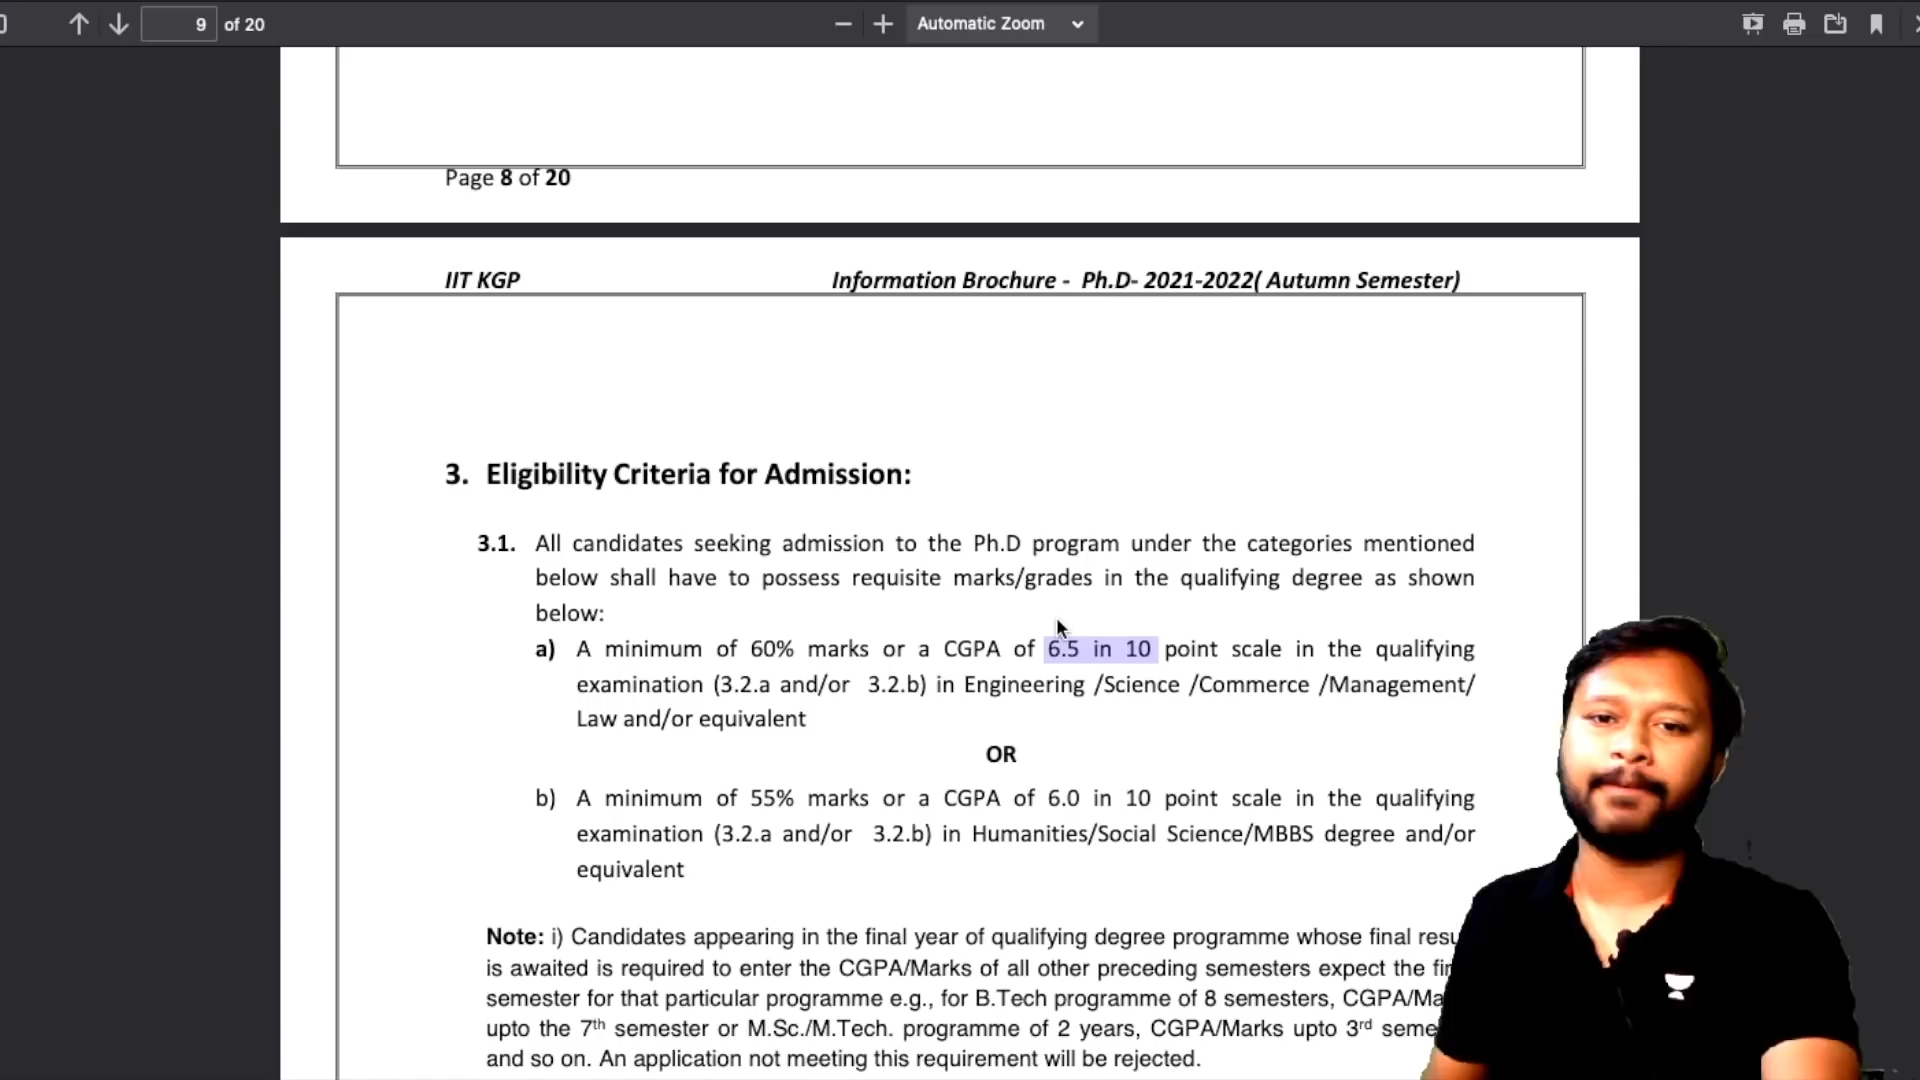 9 of 20
Automatic Zoom
Page 8 of 20
IIT KGP Information Brochure - Ph.D- 2021-2022( Autumn Semester)
3. Eligibility Criteria for Admission:
3.1. All candidates seeking admission to the Ph.D program under the categories mentioned
below shall have to possess requisite marks/grades in the qualifying degree as shown
below:
a) A minimum of 60% marks or a CGPA of 6.5 in 10 point scale in the qualifying
examination (3.2.a and/or 3.2.b) in Engineering /Science /Commerce /Management/
Law and/or equivalent
OR
b) A minimum of 55% marks or a CGPA of 6.0 in 10 point scale in the qualifying
examination (3.2.a and/or 3.2.b) in Humanities/Social Science/MBBS degree and/or
equivalent
Note: i) Candidates appearing in the final year of qualifying degree programme whose final
is awaited is required to enter the CGPA/Marks of all other preceding semesters expect the
semester for that particular programme e.g., for B.Tech programme of 8 semesters,
upto the 7th semester or M.Sc./M.Tech. programme of 2 years, CGPA/Marks upto 3rd
and so on. An application not meeting this requirement will be rejected.